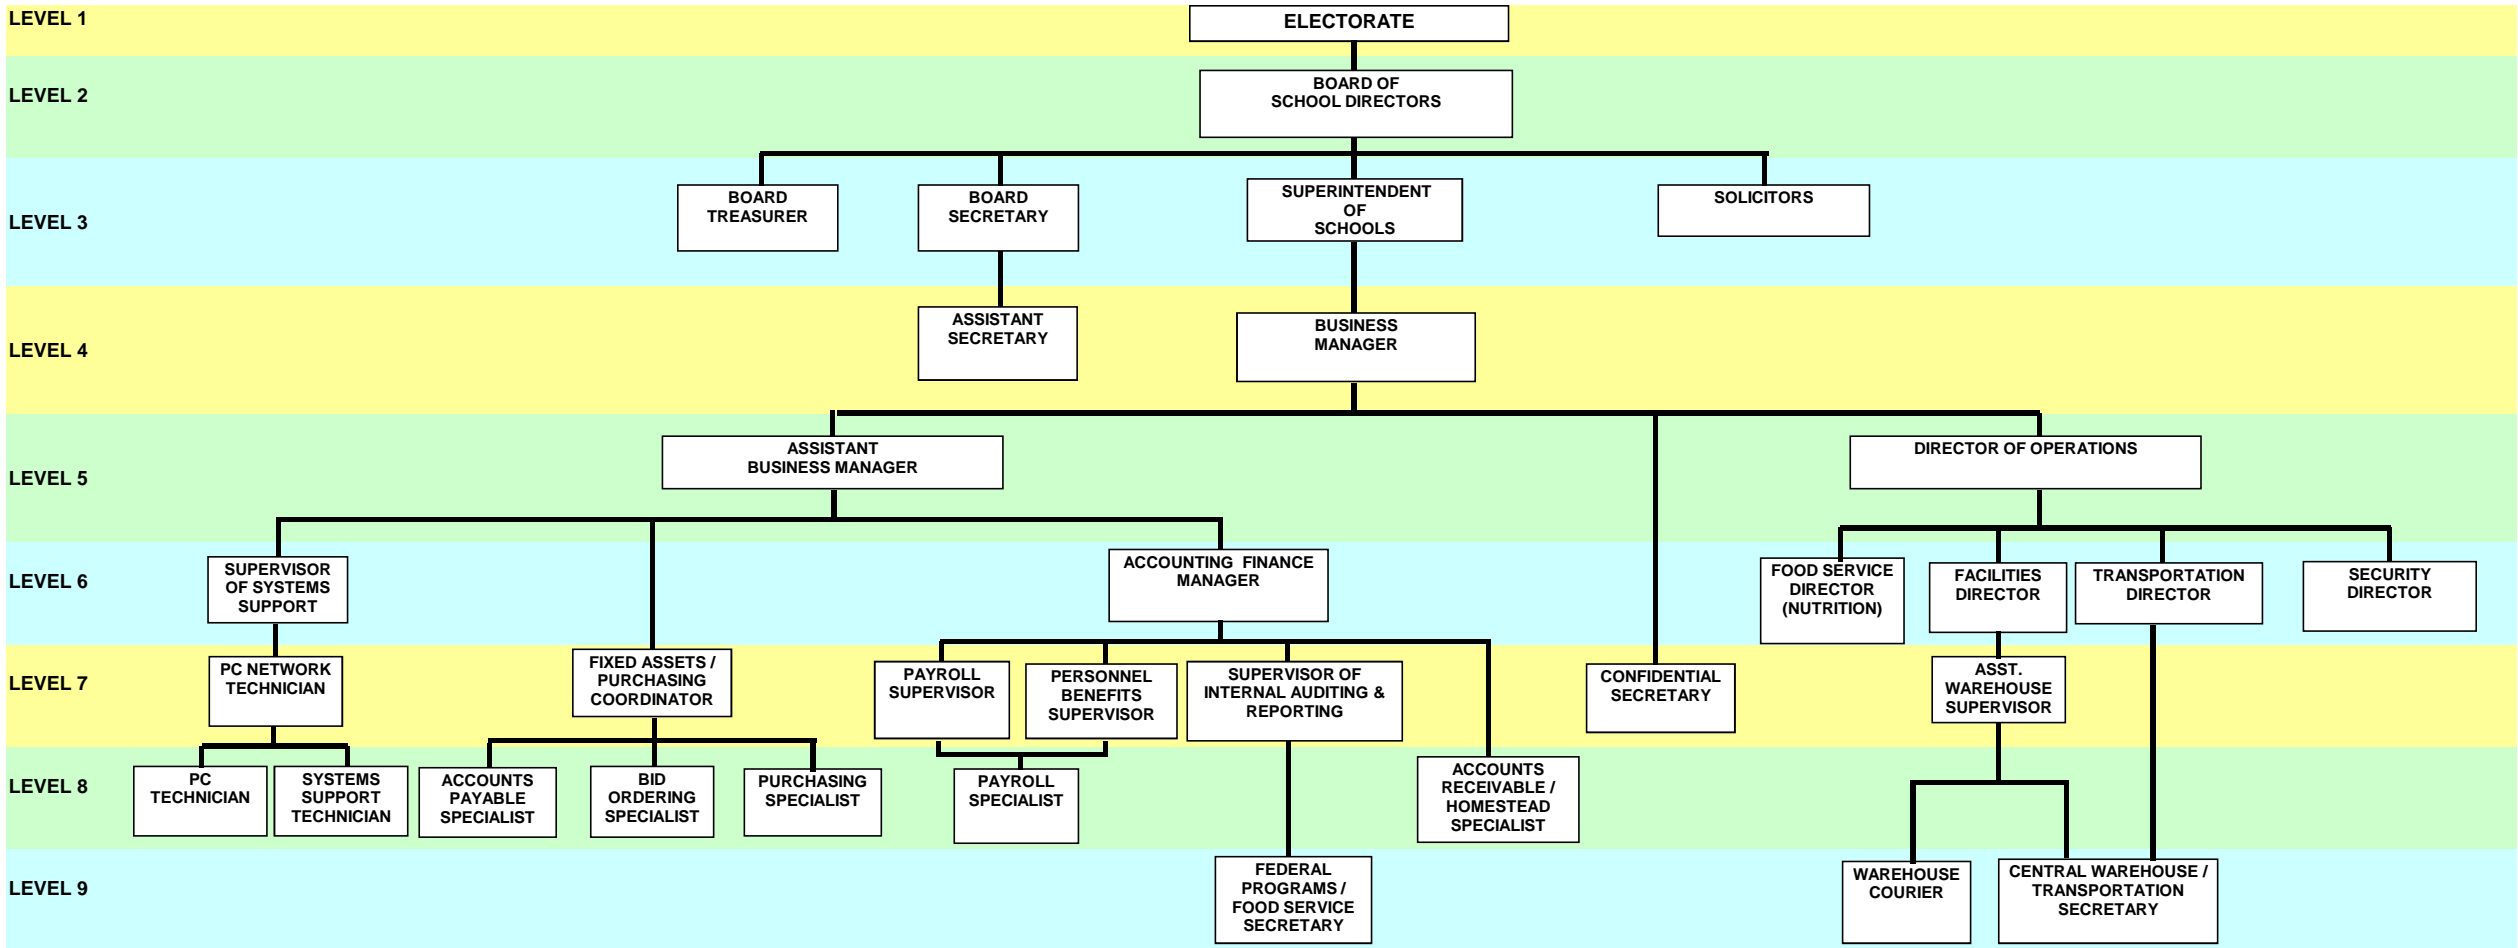 LEVEL 1
ELECTORATE
LEVEL 2
BOARD OF
SCHOOL DIRECTORS
LEVEL 3
BOARD
TREASURER
BOARD
SECRETARY
SUPERINTENDENT
OF
SCHOOLS
SOLICITORS
LEVEL 4
ASSISTANT
SECRETARY
BUSINESS
MANAGER
LEVEL 5
ASSISTANT
BUSINESS MANAGER
DIRECTOR OF OPERATIONS
LEVEL 6
SUPERVISOR
OF SYSTEMS
SUPPORT
ACCOUNTING FINANCE
MANAGER
FOOD SERVICE
DIRECTOR
(NUTRITION)
FACILITIES
DIRECTOR
TRANSPORTATION
DIRECTOR
SECURITY
DIRECTOR
LEVEL 7
PC NETWORK
TECHNICIAN
FIXED ASSETS /
PURCHASING
COORDINATOR
PAYROLL
SUPERVISOR
PERSONNEL
BENEFITS
SUPERVISOR
SUPERVISOR OF
INTERNAL AUDITING &
REPORTING
CONFIDENTIAL
SECRETARY
ASST.
WAREHOUSE
SUPERVISOR
LEVEL 8
PC
TECHNICIAN
SYSTEMS
SUPPORT
TECHNICIAN
ACCOUNTS
PAYABLE
SPECIALIST
BID
ORDERING
SPECIALIST
PURCHASING
SPECIALIST
PAYROLL
SPECIALIST
ACCOUNTS
RECEIVABLE /
HOMESTEAD
SPECIALIST
LEVEL 9
FEDERAL
PROGRAMS /
FOOD SERVICE
SECRETARY
WAREHOUSE
COURIER
CENTRAL WAREHOUSE /
TRANSPORTATION
SECRETARY